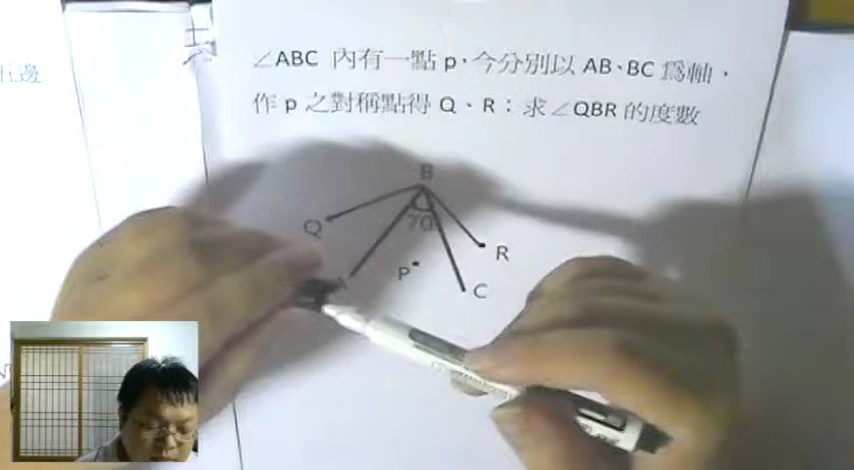 ∠ABC 內有一點 p，今分別以 AB、BC 為軸，
作 p 之對稱點得 Q、R；求∠QBR 的度數
B
Q
70
R
P
C